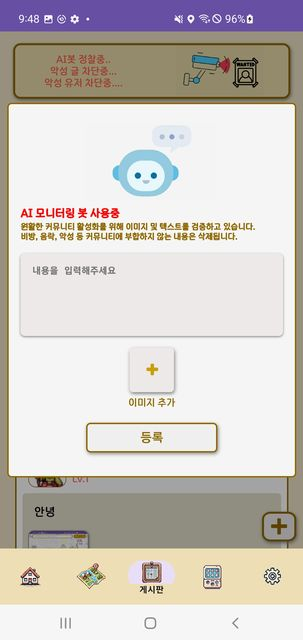 9:48
96%
AI봇 정찰중..
악성 글 차단중...
악성 유저 차단중....
WANTED
AI 모니터링 봇 사용중
원활한 커뮤니티 활성화를 위해 이미지 및 텍스트를 검증하고 있습니다.
비방, 음락, 악성 등 커뮤니티에 부합하지 않는 내용은 삭제됩니다.
내용을 입력해주세요
+
이미지 추가
등록
Lv.1
안녕
+
게시판